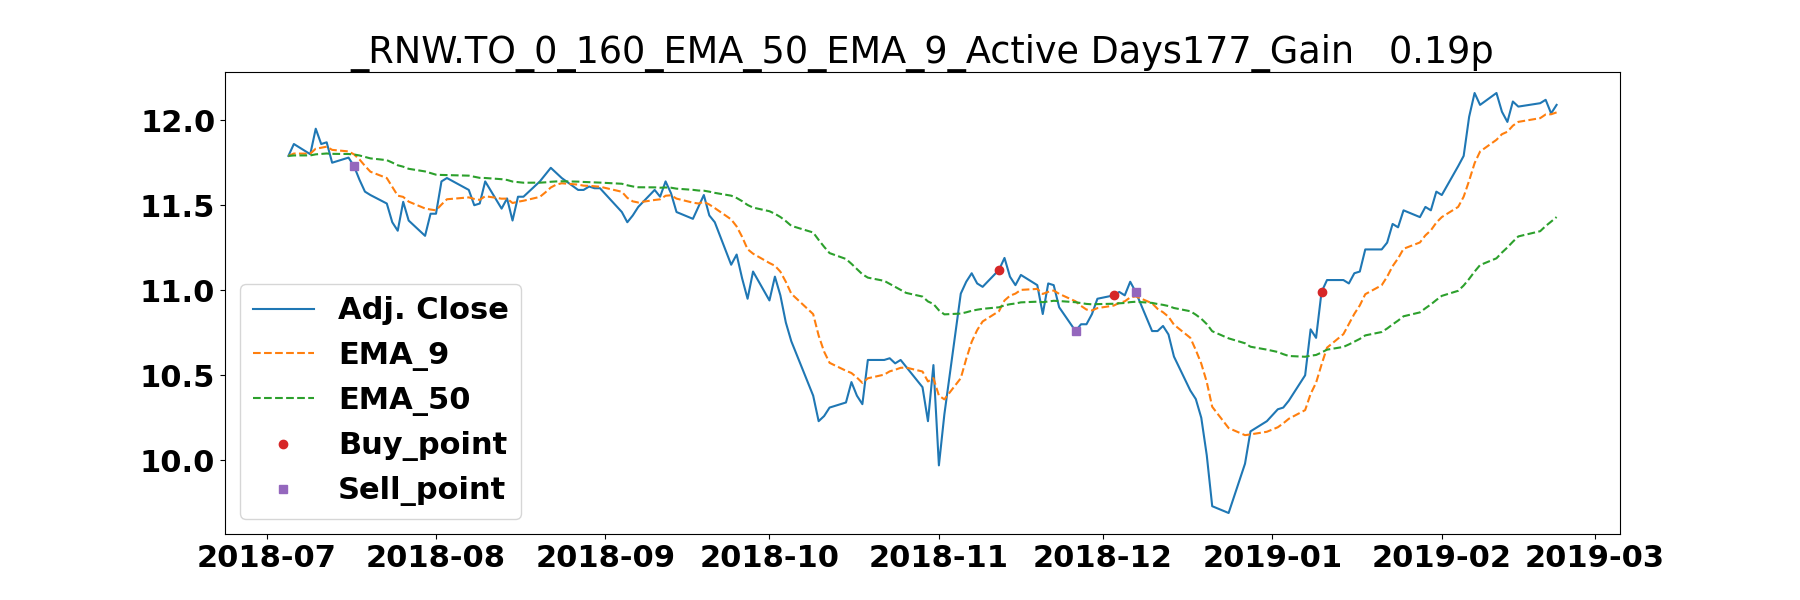 _RNW.TO_0_160_EMA_50_EMA_9_Active Days177_Gain   0.19p
12.0
11.5
11.0
10.5
10.0
Adj. Close
EMA_9
EMA_50
Buy_point
Sell_point
2018-07 2018-08 2018-09 2018-10 2018-11 2018-12 2019-01 2019-02 2019-03